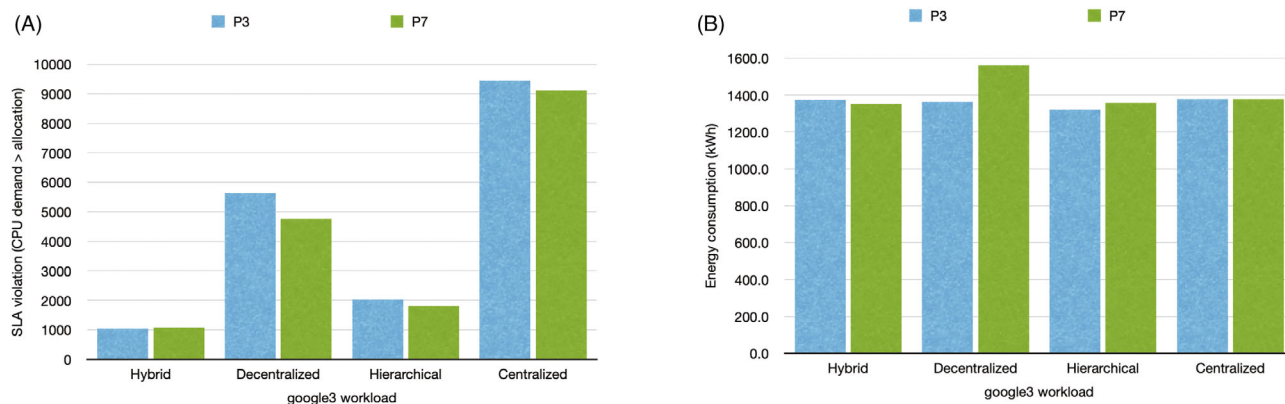 (A)
P3 P7
SLA violation (CPU demand > allocation)
10000
9000
8000
7000
6000
5000
4000
3000
2000
1000
0
Hybrid Decentralized Hierarchical Centralized
google3 workload
(B)
P3 P7
Energy consumption (kWh)
1600.0
1400.0
1200.0
1000.0
800.0
600.0
400.0
200.0
0.0
Hybrid Decentralized Hierarchical Centralized
google3 workload